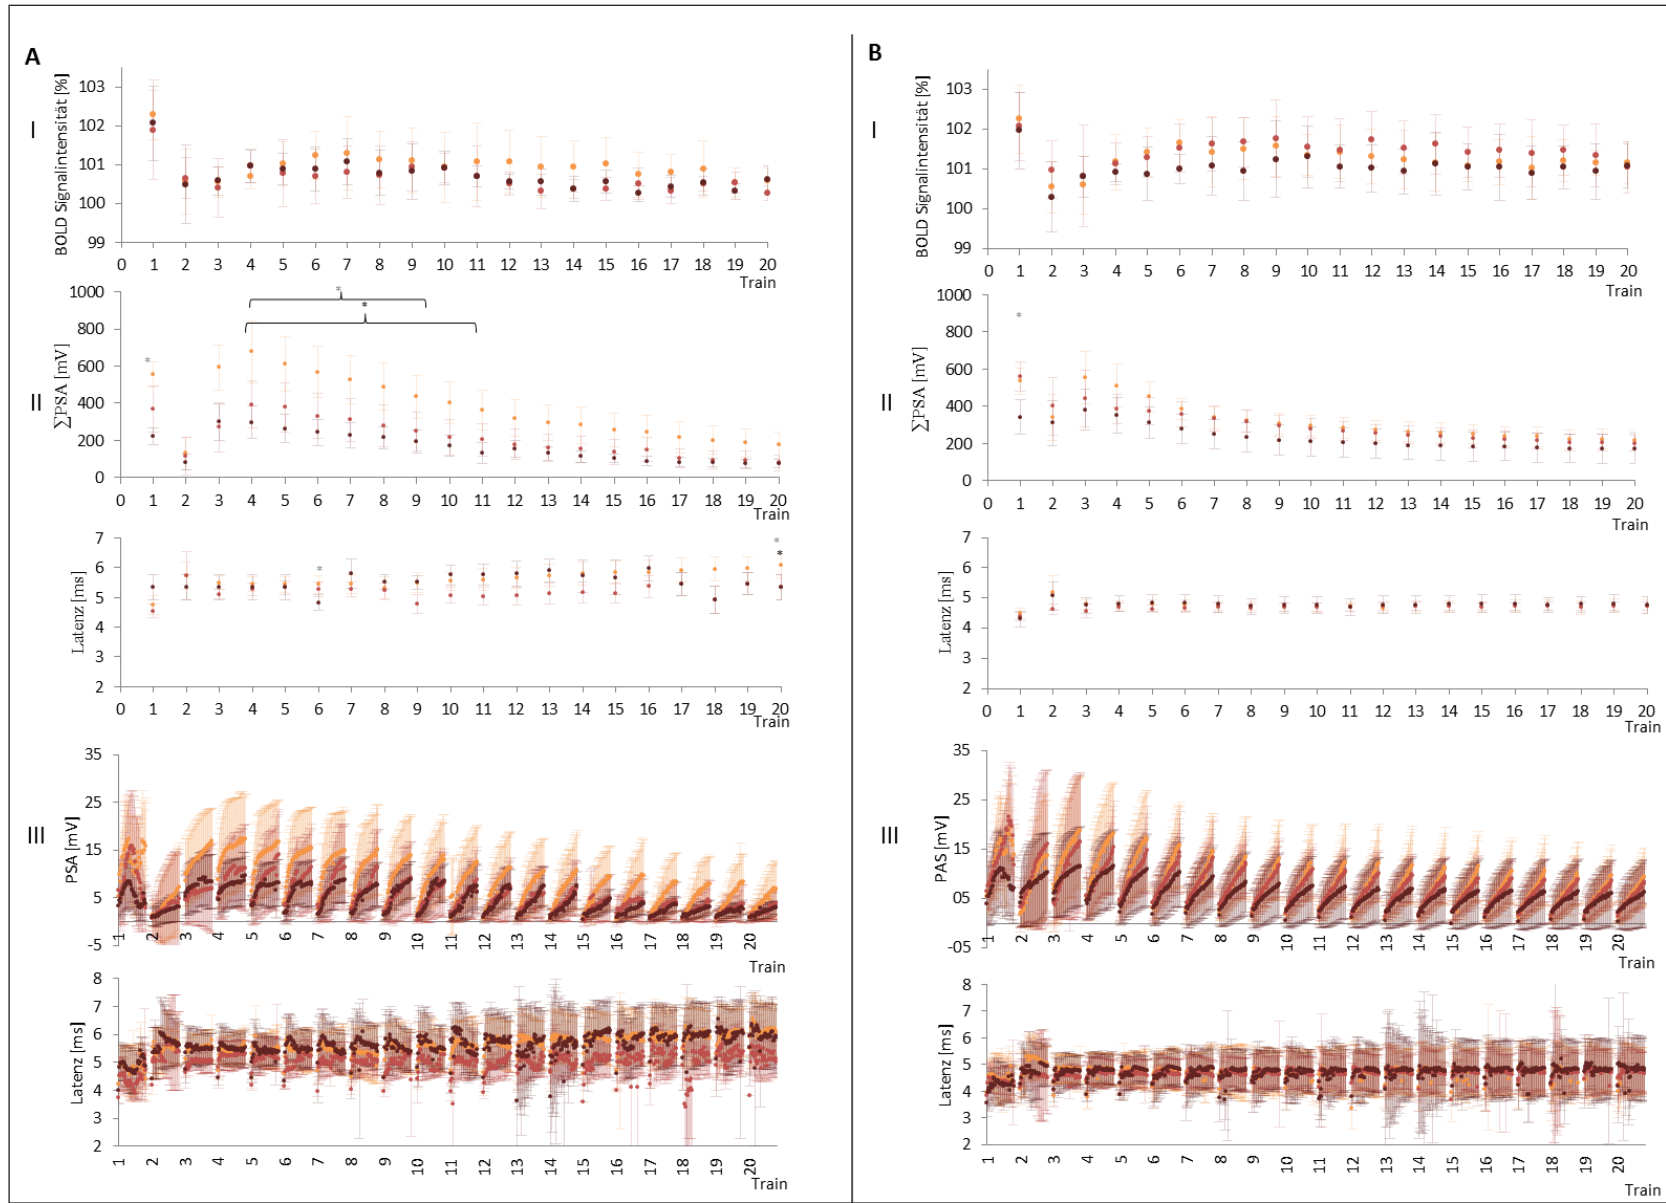 A
I
BOLD Signalintensität [%]
103
102
101
100
99
0 1 2 3 4 5 6 7 8 9 10 11 12 13 14 15 16 17 18 19 20
Train
II
∑PSA [mV]
1000
800
600
400
200
0
* * *
0 1 2 3 4 5 6 7 8 9 10 11 12 13 14 15 16 17 18 19 20
Train
Latenz [ms]
7
6
5
4
3
2
* * *
0 1 2 3 4 5 6 7 8 9 10 11 12 13 14 15 16 17 18 19 20
Train
III
PSA [mV]
35
25
15
5
-5
1 2 3 4 5 6 7 8 9 10 11 12 13 14 15 16 17 18 19 20
Train
Latenz [ms]
8
7
6
5
4
3
2
1 2 3 4 5 6 7 8 9 10 11 12 13 14 15 16 17 18 19 20
Train
B
I
BOLD Signalintensität [%]
103
102
101
100
99
0 1 2 3 4 5 6 7 8 9 10 11 12 13 14 15 16 17 18 19 20
Train
II
∑PSA [mV]
1000
800
600
400
200
0
*
0 1 2 3 4 5 6 7 8 9 10 11 12 13 14 15 16 17 18 19 20
Train
Latenz [ms]
7
6
5
4
3
2
0 1 2 3 4 5 6 7 8 9 10 11 12 13 14 15 16 17 18 19 20
Train
III
PAS [mV]
35
25
15
05
-05
1 2 3 4 5 6 7 8 9 10 11 12 13 14 15 16 17 18 19 20
Train
Latenz [ms]
8
7
6
5
4
3
2
1 2 3 4 5 6 7 8 9 10 11 12 13 14 15 16 17 18 19 20
Train